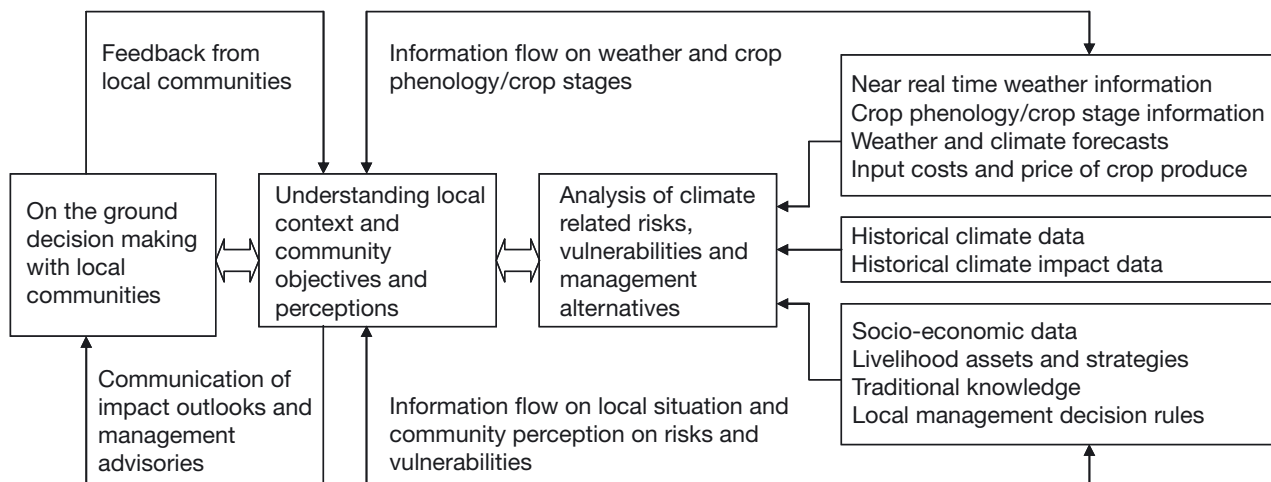 Feedback from
local communities
Information flow on weather and crop
phenology/crop stages
Near real time weather information
Crop phenology/crop stage information
Weather and climate forecasts
Input costs and price of crop produce
On the ground
decision making
with local
communities
Understanding local
context and
community
objectives and
perceptions
Analysis of climate
related risks,
vulnerabilities and
management
alternatives
Historical climate data
Historical climate impact data
Socio-economic data
Livelihood assets and strategies
Traditional knowledge
Local management decision rules
Communication of
impact outlooks and
management
advisories
Information flow on local situation and
community perception on risks and
vulnerabilities